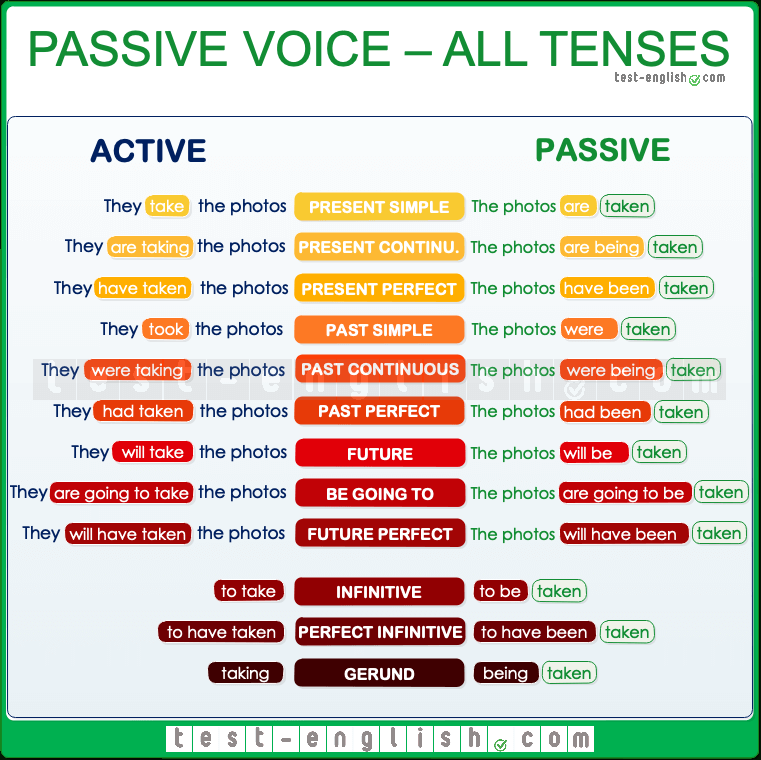 PASSIVE VOICE – ALL TENSES
test-english.com
ACTIVE PASSIVE
They take the photos PRESENT SIMPLE The photos are taken
They are taking the photos PRESENT CONTINU. The photos are being taken
They have taken the photos PRESENT PERFECT The photos have been taken
They took the photos PAST SIMPLE The photos were taken
They were taking the photos PAST CONTINUOUS The photos were being taken
test-english.com
They had taken the photos PAST PERFECT The photos had been taken
They will take the photos FUTURE The photos will be taken
They are going to take the photos BE GOING TO The photos are going to be taken
They will have taken the photos FUTURE PERFECT The photos will have been taken
to take INFINITIVE to be taken
to have taken PERFECT INFINITIVE to have been taken
taking GERUND being taken
test-english.com